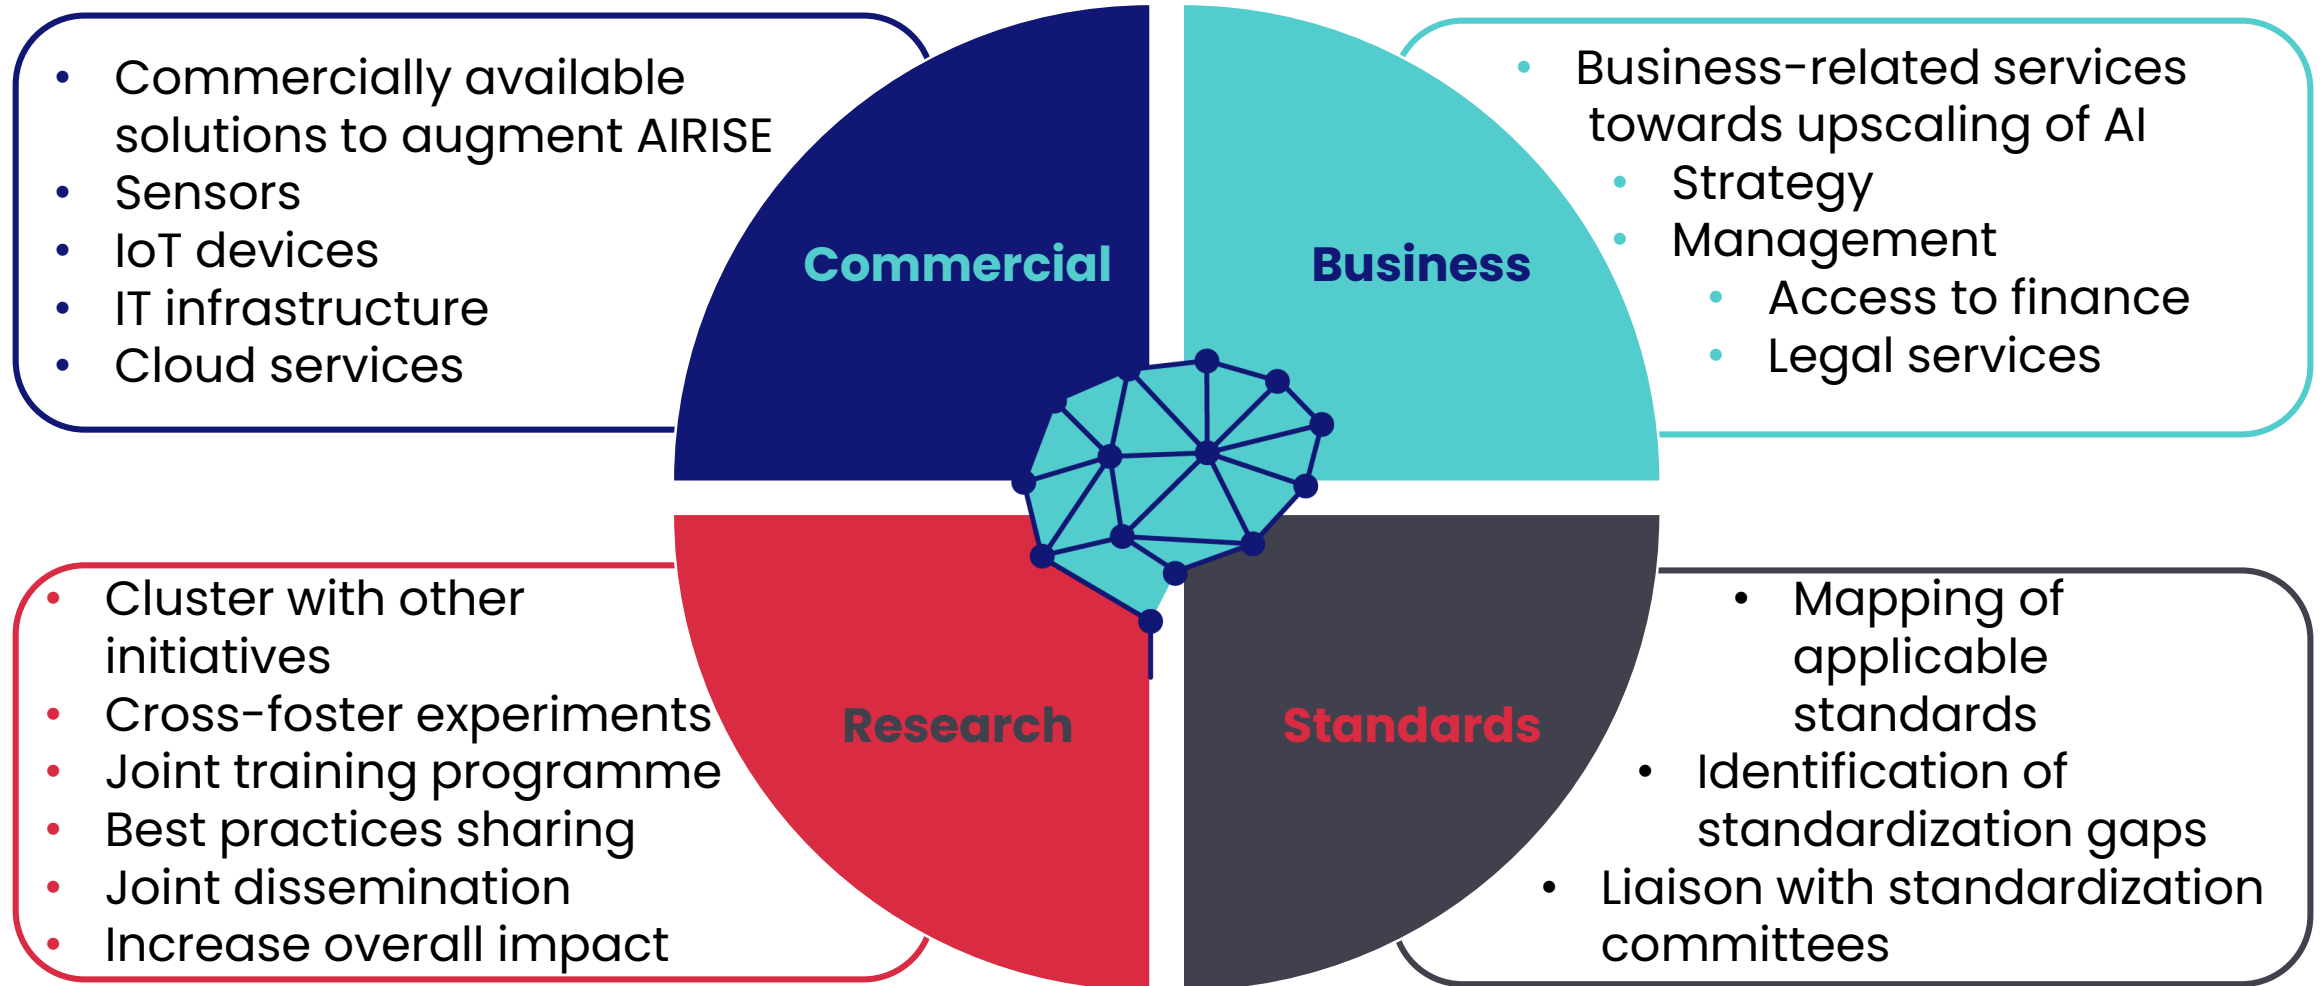 • Commercially available
solutions to augment AIRISE
• Sensors
• IoT devices
• IT infrastructure
• Cloud services
Commercial
Business
• Business-related services
towards upscaling of AI
• Strategy
• Management
• Access to finance
• Legal services
• Cluster with other
initiatives
• Cross-foster experiments
• Joint training programme
• Best practices sharing
• Joint dissemination
• Increase overall impact
Research
Standards
• Mapping of
applicable
standards
• Identification of
standardization gaps
• Liaison with standardization
committees